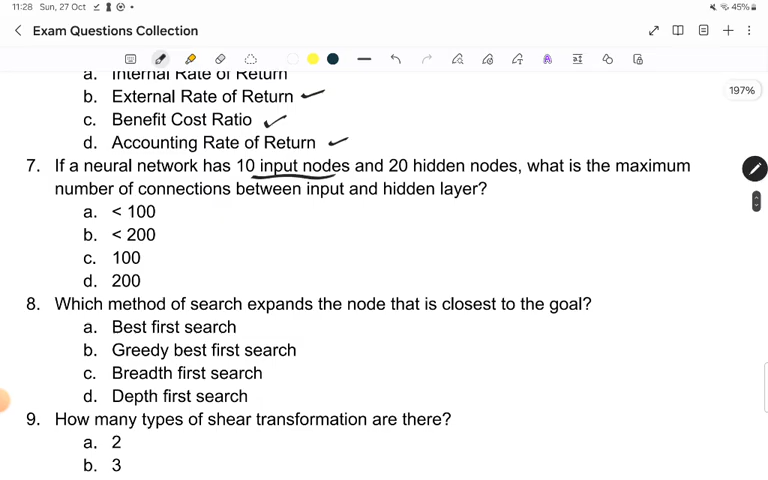 11:28 Sun, 27 Oct
45%
Exam Questions Collection
197%
a. Internal Rate of Return
b. External Rate of Return
c. Benefit Cost Ratio
d. Accounting Rate of Return
7. If a neural network has 10 input nodes and 20 hidden nodes, what is the maximum
number of connections between input and hidden layer?
a. < 100
b. < 200
c. 100
d. 200
8. Which method of search expands the node that is closest to the goal?
a. Best first search
b. Greedy best first search
c. Breadth first search
d. Depth first search
9. How many types of shear transformation are there?
a. 2
b. 3